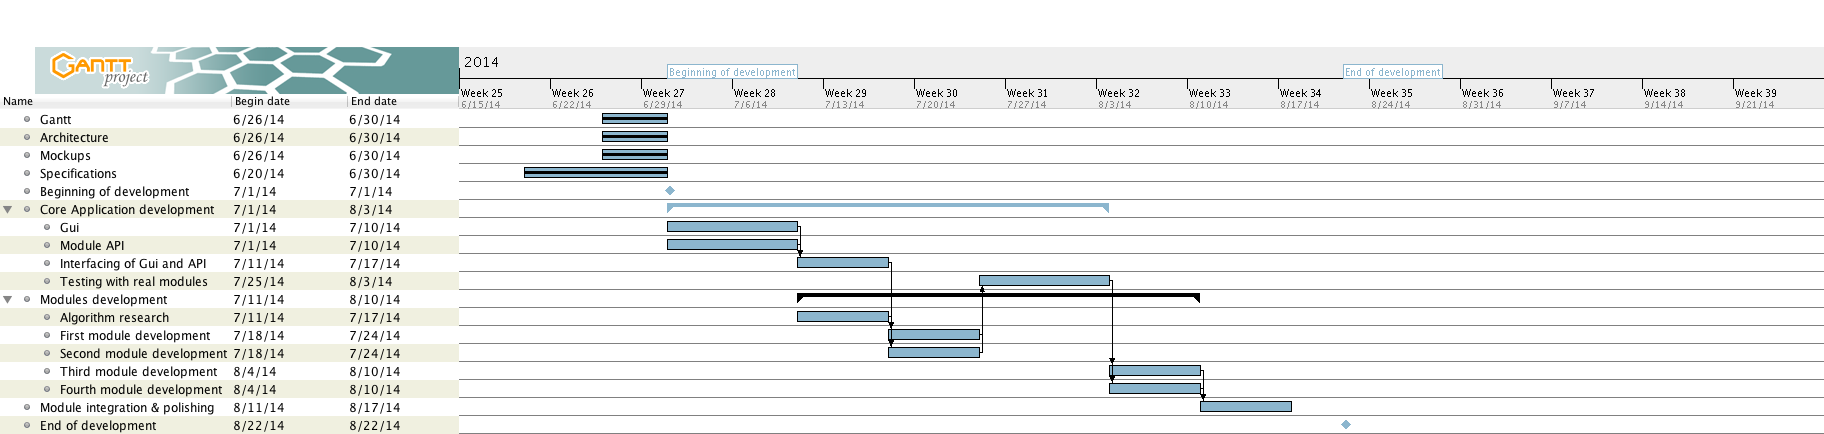 GANTT
project
2014
Beginning of development End of development
Week 25 Week 26 Week 27 Week 28 Week 29 Week 30 Week 31 Week 32 Week 33 Week 34 Week 35 Week 36 Week 37 Week 38 Week 39
Name Begin date End date 6/15/14 6/22/14 6/29/14 7/6/14 7/13/14 7/20/14 7/27/14 8/3/14 8/10/14 8/17/14 8/24/14 8/31/14 9/7/14 9/14/14 9/21/14
Gantt 6/26/14 6/30/14
Architecture 6/26/14 6/30/14
Mockups 6/26/14 6/30/14
Specifications 6/20/14 6/30/14
Beginning of development 7/1/14 7/1/14
Core Application development 7/1/14 8/3/14
Gui 7/1/14 7/10/14
Module API 7/1/14 7/10/14
Interfacing of Gui and API 7/11/14 7/17/14
Testing with real modules 7/25/14 8/3/14
Modules development 7/11/14 8/10/14
Algorithm research 7/11/14 7/17/14
First module development 7/18/14 7/24/14
Second module development 7/18/14 7/24/14
Third module development 8/4/14 8/10/14
Fourth module development 8/4/14 8/10/14
Module integration & polishing 8/11/14 8/17/14
End of development 8/22/14 8/22/14